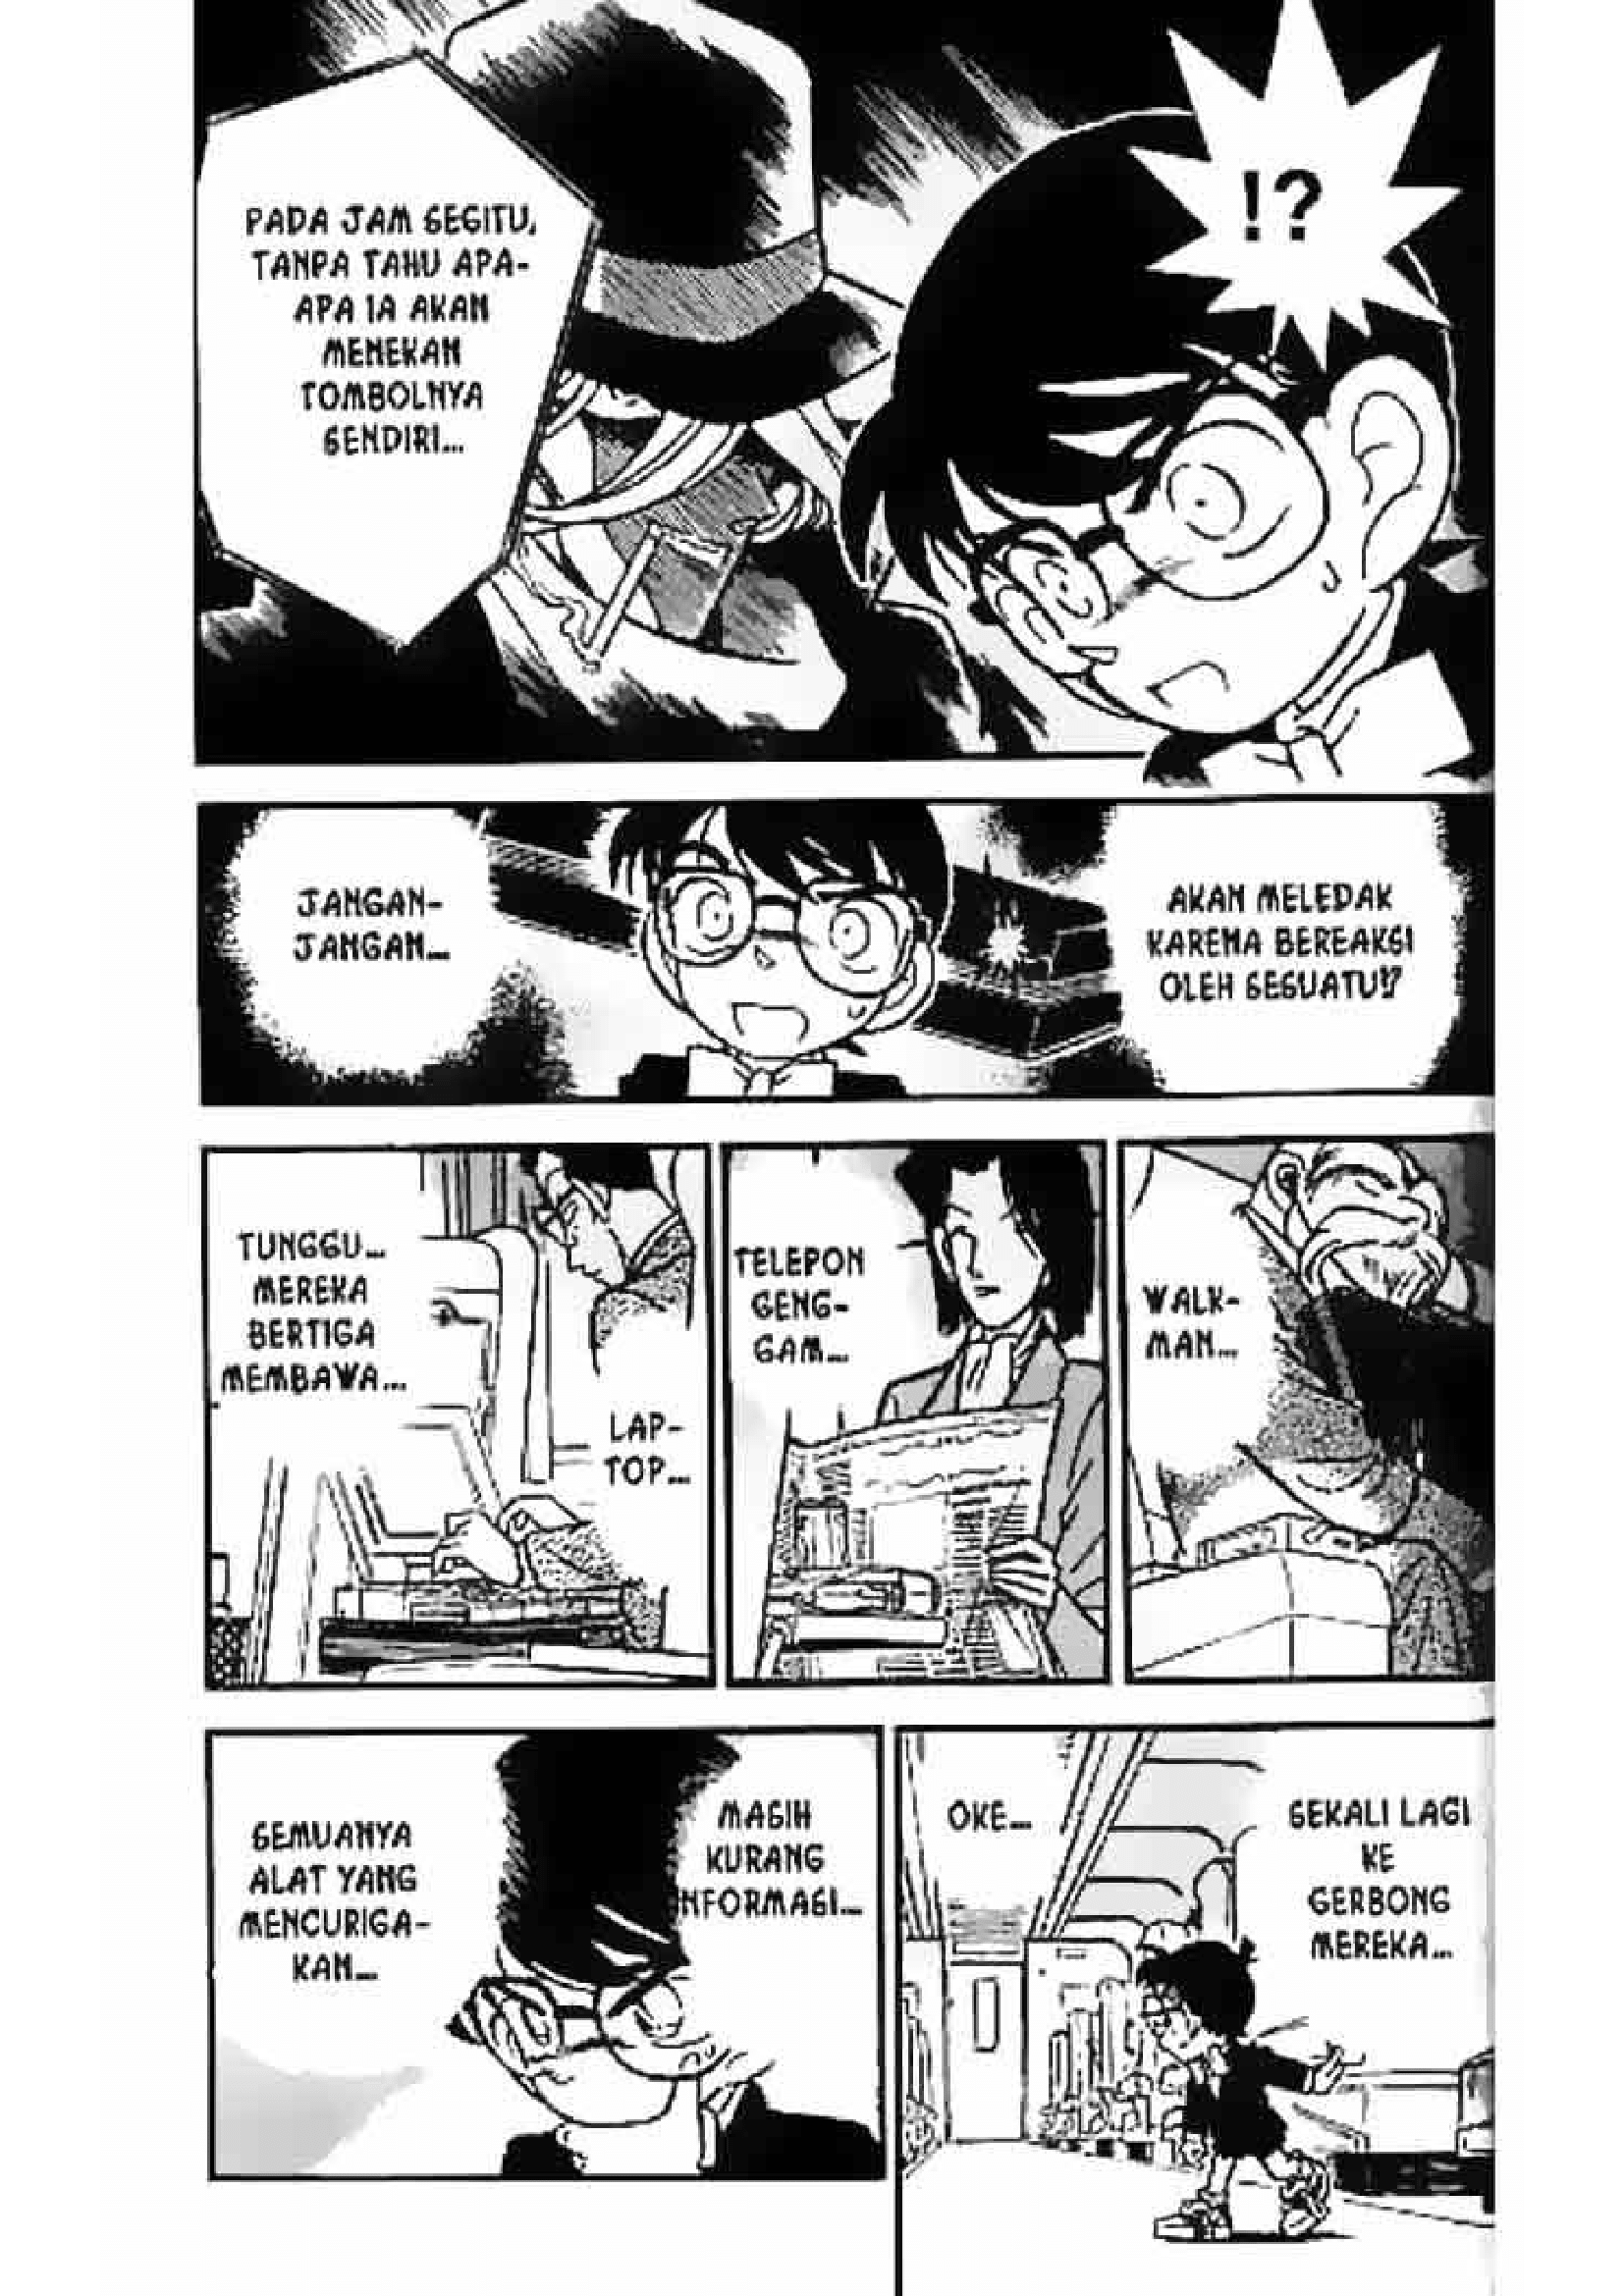 !?
PADA JAM SEGITU,
TANPA TAHU APA-
APA IA AKAN
MENEKAN
TOMBOLNYA
SENDIRI...
AKAN MELEDAK
KARENA BEREAKSI
OLEH SESUATU!?
JANGAN-
JANGAN...
WALK-
MAN...
TELEPON
GENG-
GAM...
TUNGGU...
MEREKA
BERTIGA
MEMBAWA...
LAP-
TOP...
SEKALI LAGI
KE
GERBONG
MEREKA...
OKE...
MASIH
KURANG
INFORMASI...
SEMUANYA
ALAT YANG
MENCURIGA-
KAN...